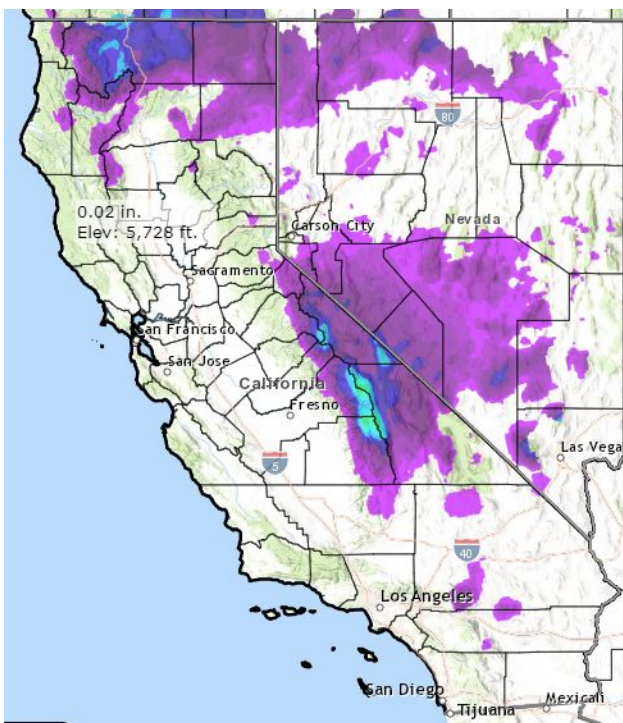 80
0.02 in.
Elev: 5,728 ft.
Carson City
Nevada
Sacramento
San Francisco
San Jose
California
Fresno
5
Las Vega
40
Los Angeles
San Diego
Tijuana
Mexicali